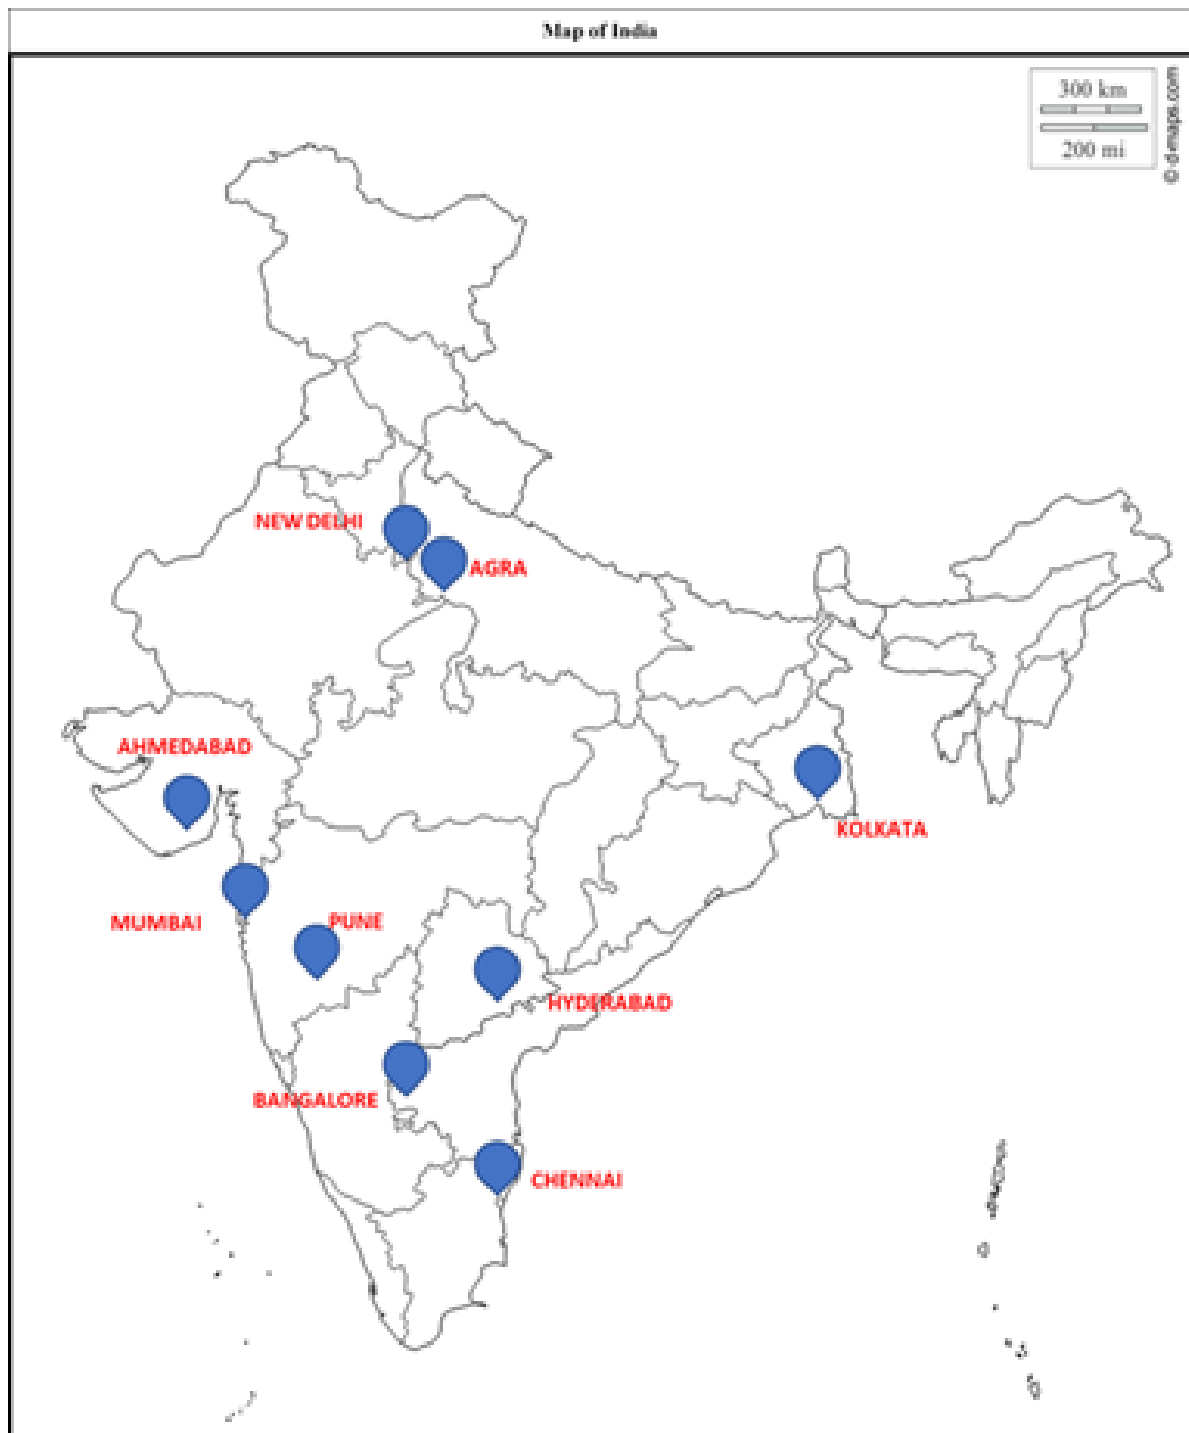 Map of India
300 km
200 mi
© d-maps.com
NEW DELHI
AGRA
AHMEDABAD
KOLKATA
MUMBAI
PUNE
HYDERABAD
BANGALORE
CHENNAI